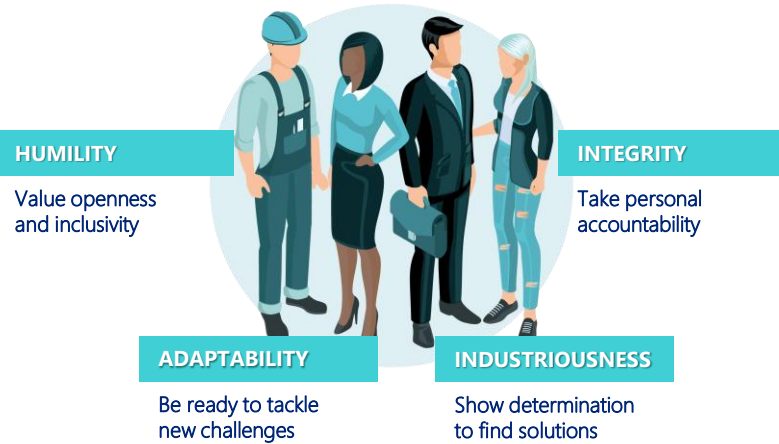 HUMILITY
Value openness
and inclusivity
INTEGRITY
Take personal
accountability
ADAPTABILITY
Be ready to tackle
new challenges
INDUSTRIOUSNESS
Show determination
to find solutions